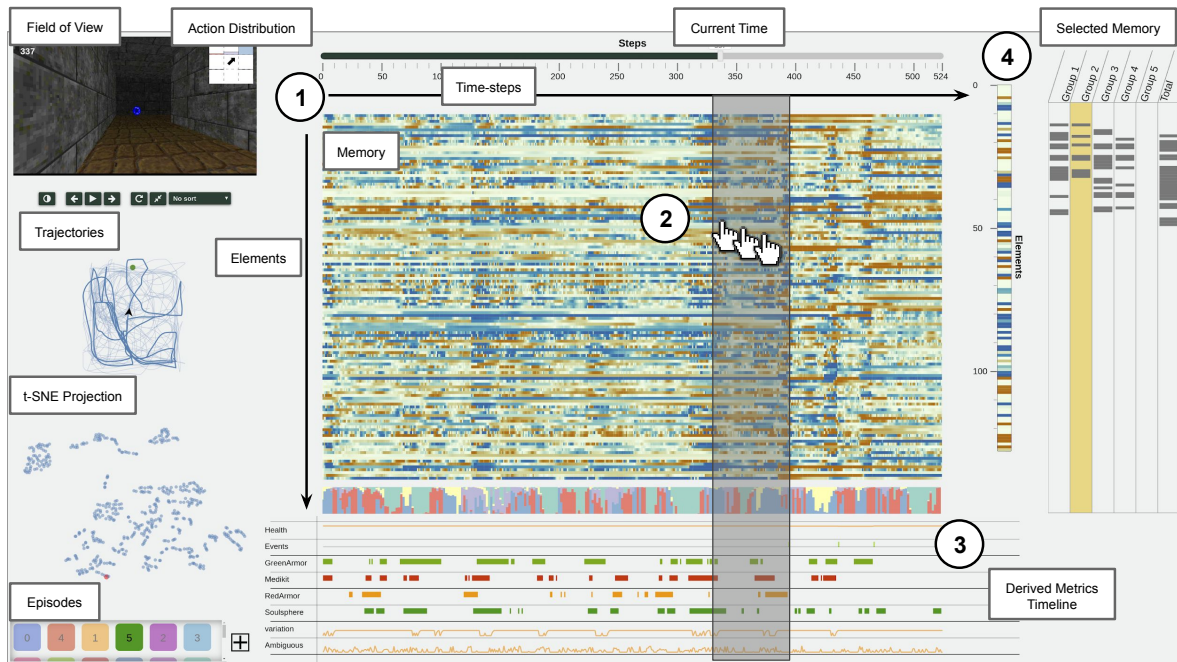 Field of View
Action Distribution
Current Time
Selected Memory
337
Steps
0
50
100
150
200
250
300
350
400
450
500
524
1
Time-steps
4
Group 1
Group 2
Group 3
Group 4
Group 5
Total
0
Memory
No sort
2
Trajectories
Elements
50
Elements
100
t-SNE Projection
Health
Events
3
GreenArmor
Medikit
RedArmor
Soulsphere
variation
Ambiguous
Derived Metrics
Timeline
Episodes
0
4
1
5
2
3